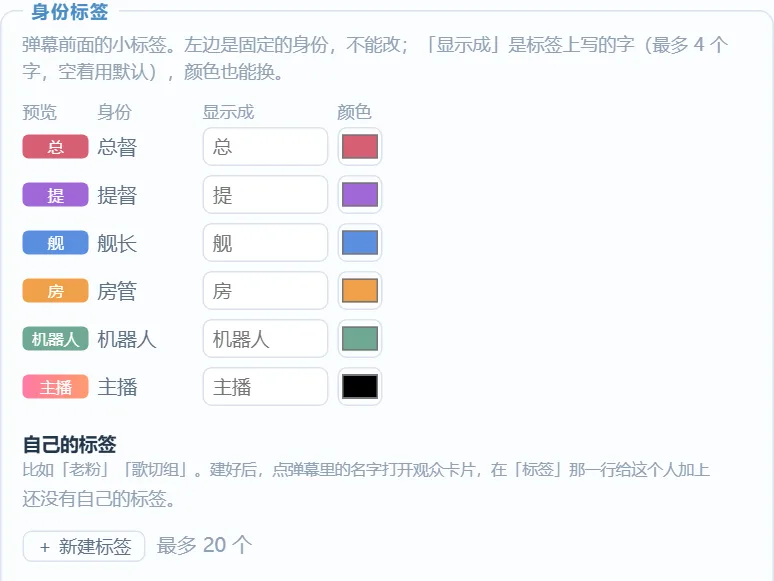 身份标签
弹幕前面的小标签。左边是固定的身份，不能改；「显示成」是标签上写的字（最多 4 个
字，空着用默认），颜色也能换。
预览 身份 显示成 颜色
总 总督 总
提 提督 提
舰 舰长 舰
房 房管 房
机器人 机器人 机器人
主播 主播 主播
自己的标签
比如「老粉」「歌切组」。建好后，点弹幕里的名字打开观众卡片，在「标签」那一行给这个人加上
还没有自己的标签。
+ 新建标签 最多 20 个